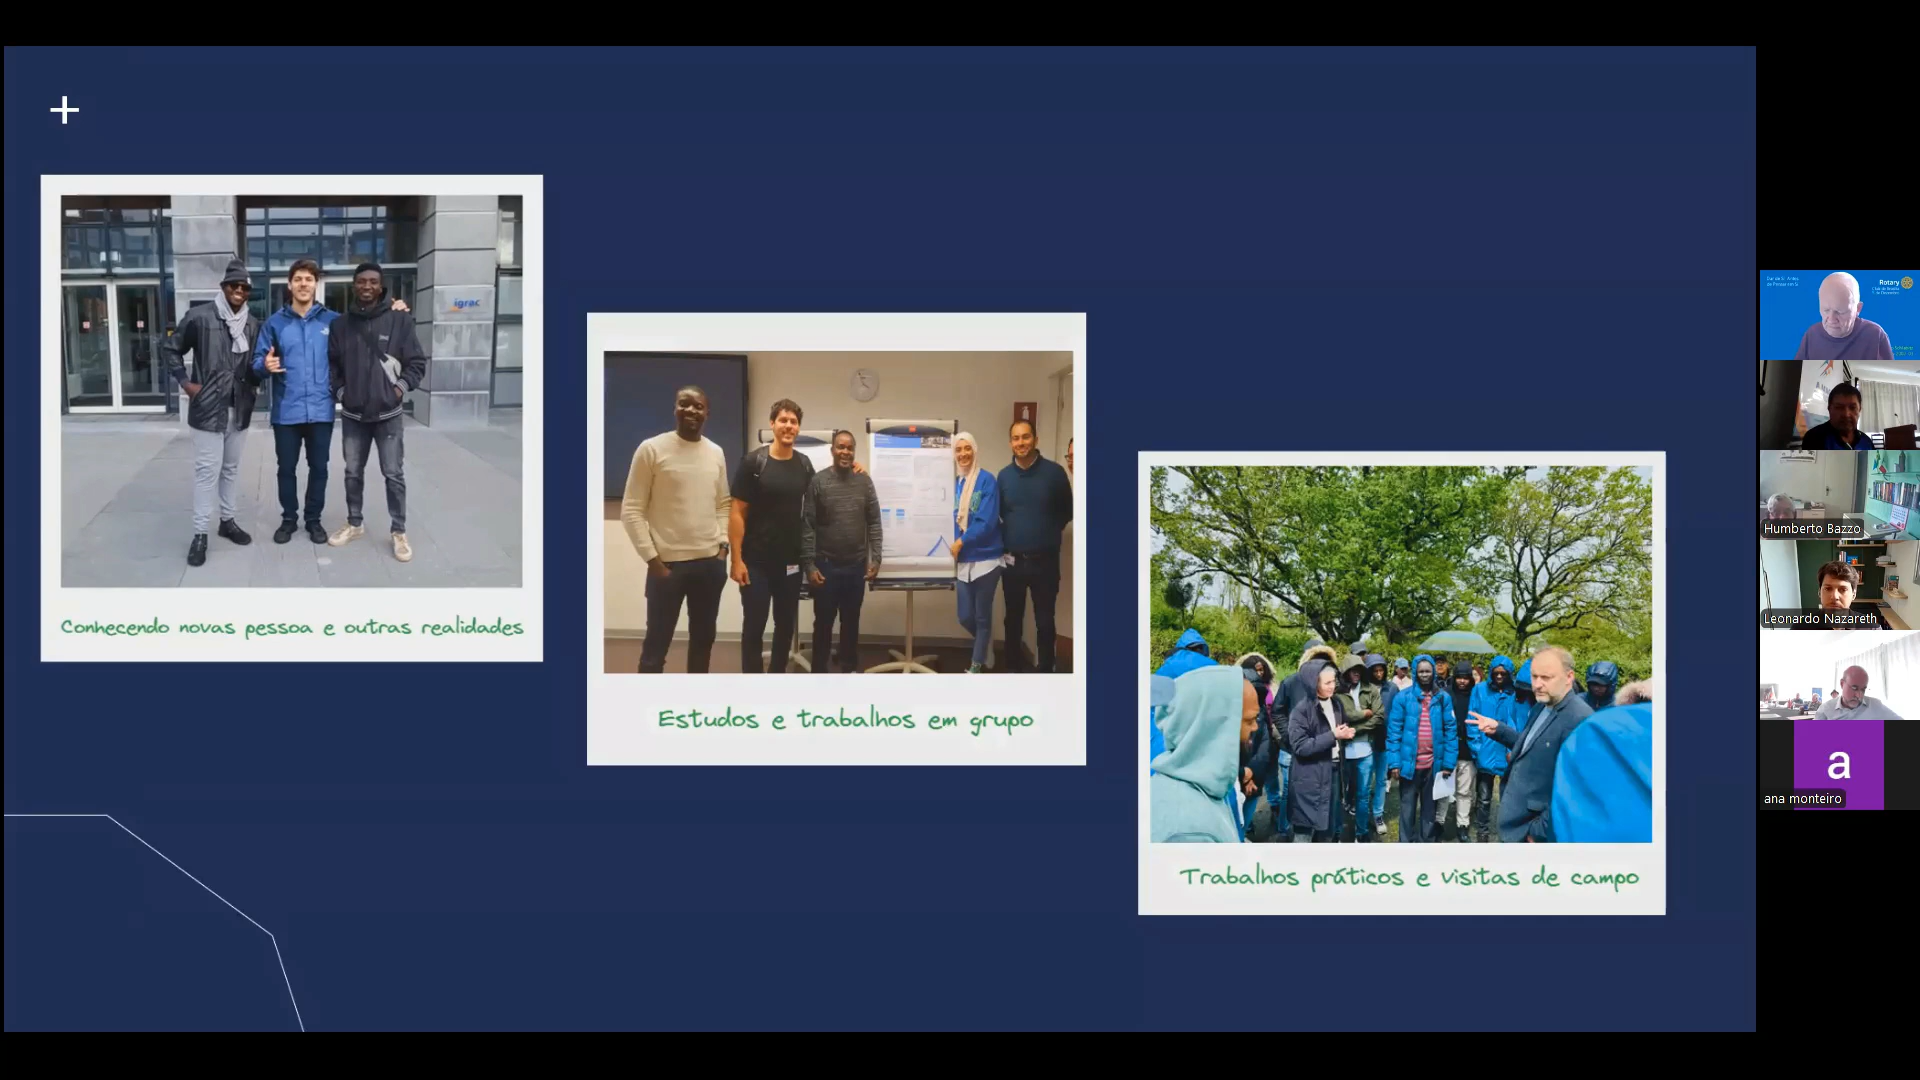 igrac
Conhecendo novas pessoa e outras realidades
Estudos e trabalhos em grupo
Trabalhos práticos e visitas de campo
Rotary
Humberto Bazzo
Leonardo Nazareth
a
ana monteiro